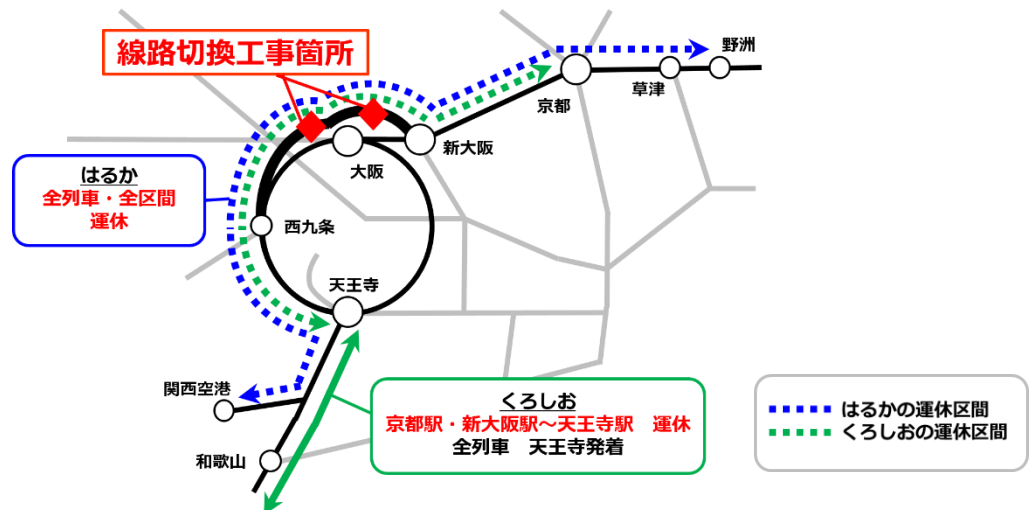 線路切換工事箇所
野洲
草津
京都
新大阪
大阪
はるか
全列車・全区間
運休
西九条
天王寺
関西空港
和歌山
くろしお
京都駅・新大阪駅～天王寺駅　運休
全列車　天王寺発着
はるかの運休区間
くろしおの運休区間